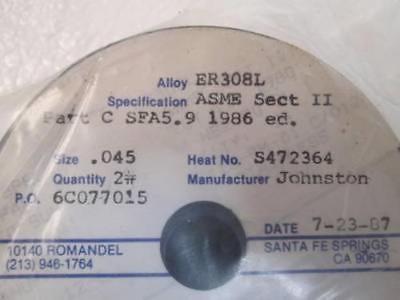 Alloy ER308L
Specification ASME Sect II
Part C SFA5.9 1986 ed.
Size .045 Heat No. S472364
Quantity 2# Manufacturer Johnston
P.O. 6C077015
DATE 7-23-87
10140 ROMANDEL SANTA FE SPRINGS
(213) 946-1764 CA 90670